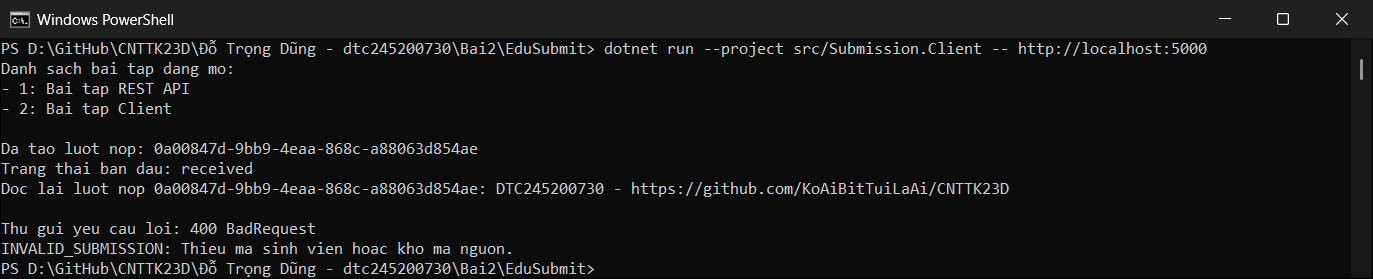 Windows PowerShell
PS D:\GitHub\CNTTK23D\Đỗ Trọng Dũng - dtc245200730\Bai2\EduSubmit> dotnet run --project src/Submission.Client -- http://localhost:5000
Danh sach bai tap dang mo:
- 1: Bai tap REST API
- 2: Bai tap Client
Da tao luot nop: 0a00847d-9bb9-4eaa-868c-a88063d854ae
Trang thai ban dau: received
Doc lai luot nop 0a00847d-9bb9-4eaa-868c-a88063d854ae: DTC245200730 - https://github.com/KoAiBitTuiLaAi/CNTTK23D
Thu gui yeu cau loi: 400 BadRequest
INVALID_SUBMISSION: Thieu ma sinh vien hoac kho ma nguon.
PS D:\GitHub\CNTTK23D\Đỗ Trọng Dũng - dtc245200730\Bai2\EduSubmit>